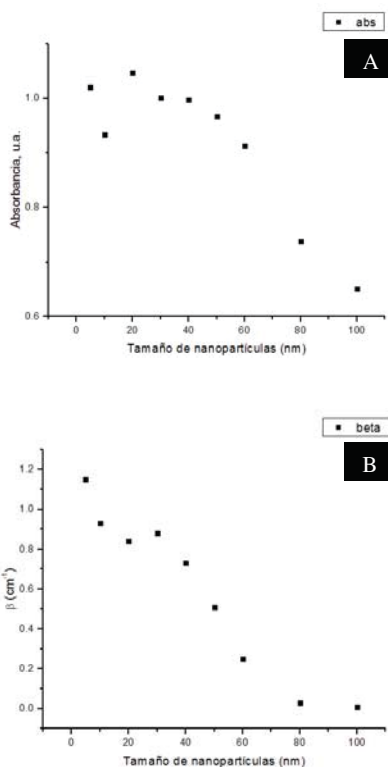 abs
A
1.0
0.8
0.6
Absorbancia, u.a.
0 20 40 60 80 100
Tamaño de nanopartículas (nm)
beta
B
1.2
1.0
0.8
0.6
0.4
0.2
0.0
β (cm⁻¹)
0 20 40 60 80 100
Tamaño de nanopartículas (nm)